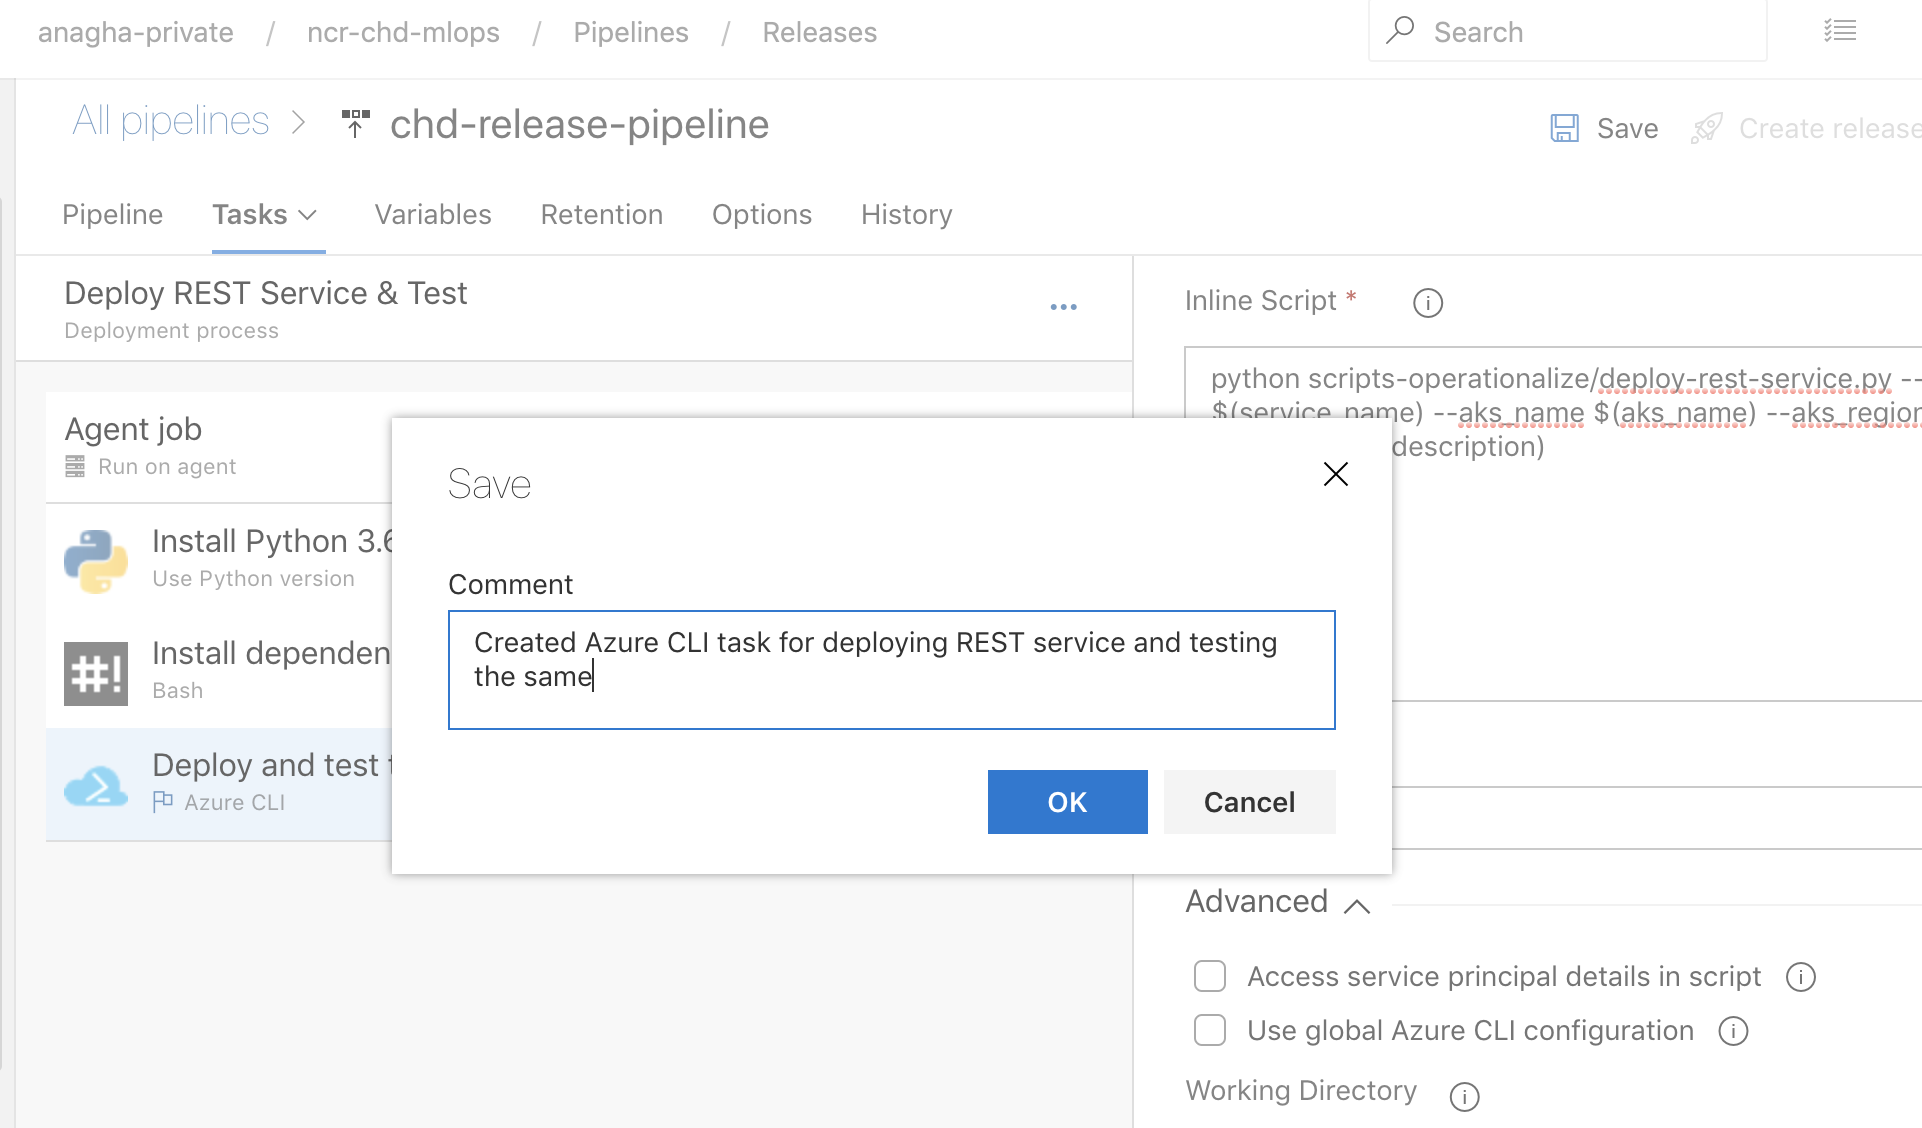 anagha-private / ncr-chd-mlops / Pipelines / Releases
Search
All pipelines > chd-release-pipeline
Save
Create release
Pipeline Tasks Variables Retention Options History
Deploy REST Service & Test
Deployment process
Inline Script *
python scripts-operationalize/deploy-rest-service.py --
$(service_name) --aks_name $(aks_name) --aks_region
description)
Agent job
Run on agent
Install Python 3.6
Use Python version
Install dependen
Bash
Deploy and test
Azure CLI
Save
Comment
Created Azure CLI task for deploying REST service and testing
the same
OK
Cancel
Advanced
Access service principal details in script
Use global Azure CLI configuration
Working Directory